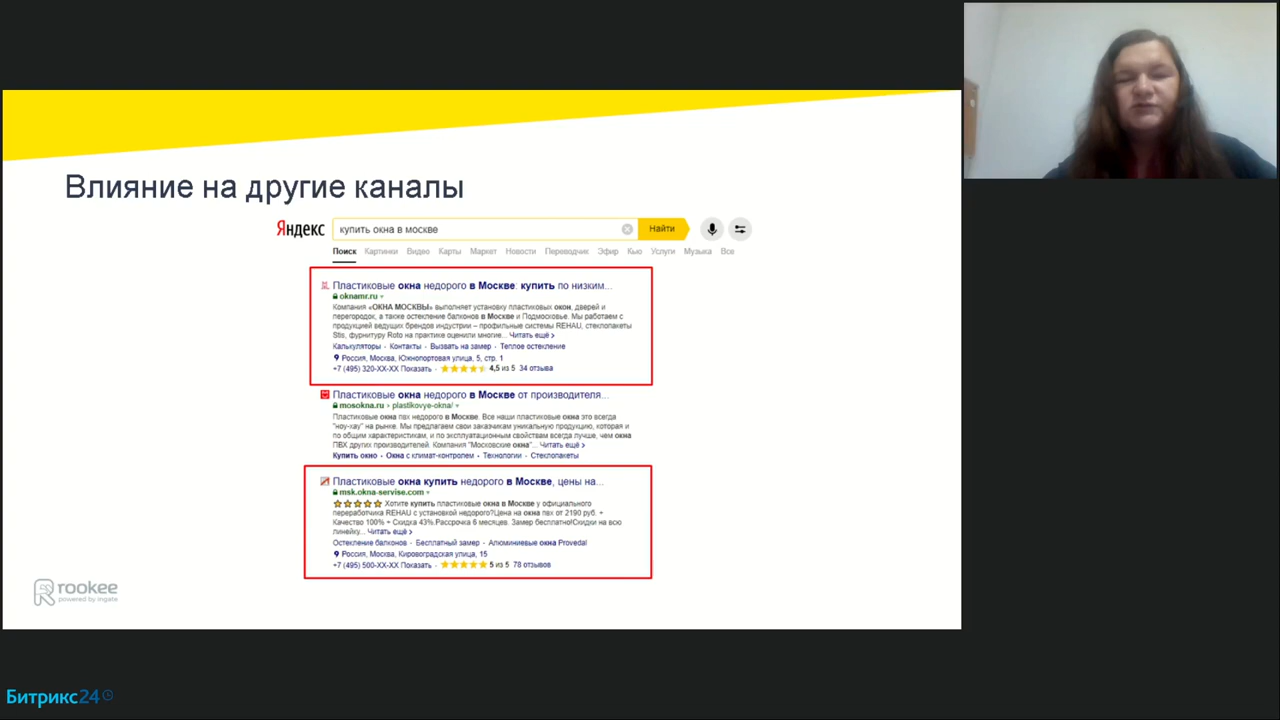 Влияние на другие каналы
Яндекс
купить окна в москве
Найти
Поиск Картинки Видео Карты Маркет Новости Переводчик Эфир Кью Услуги Музыка Все
Пластиковые окна недорого в Москве: купить по низким...
oknamr.ru
Компания «ОКНА МОСКВЫ» выполняет установку пластиковых окон, дверей и
перегородок, а также остекление балконов в Москве и Подмосковье. Мы работаем с
продукцией ведущих брендов индустрии – профильные системы REHAU, стеклопакеты
Stis, фурнитуру Roto на практике оценили многие... Читать ещё >
Калькуляторы · Контакты · Вызвать на замер · Теплое остекление
Россия, Москва, Южнопортовая улица, 5, стр. 1
+7 (495) 320-XX-XX Показать · 4,5 из 5 34 отзыва
Пластиковые окна недорого в Москве от производителя...
mosokna.ru › plastikovye-okna/
Пластиковые окна пвх недорого в Москве. Все наши пластиковые окна это всегда
"ноу-хау" на рынке. Мы предлагаем свои заказчикам уникальную продукцию, которая и
по общим характеристикам, и по эксплуатационным свойствам всегда лучше, чем окна
ПВХ других производителей. Компания "Московские окна"... Читать ещё >
Купить окно · Окна с климат-контролем · Технологии · Стеклопакеты
Пластиковые окна купить недорого в Москве, цены на...
msk.okna-servise.com
Хотите купить пластиковые окна в Москве у официального
переработчика REHAU с установкой недорого?Цена на окна пвх от 2190 руб. +
Качество 100% + Скидка 43%.Рассрочка 6 месяцев. Замер бесплатно!Скидки на всю
линейку... Читать ещё >
Остекление балконов · Бесплатный замер · Алюминиевые окна Provedal
Россия, Москва, Кировоградская улица, 15
+7 (495) 500-XX-XX Показать · 5 из 5 78 отзывов
rookee
powered by ingate
Битрикс24